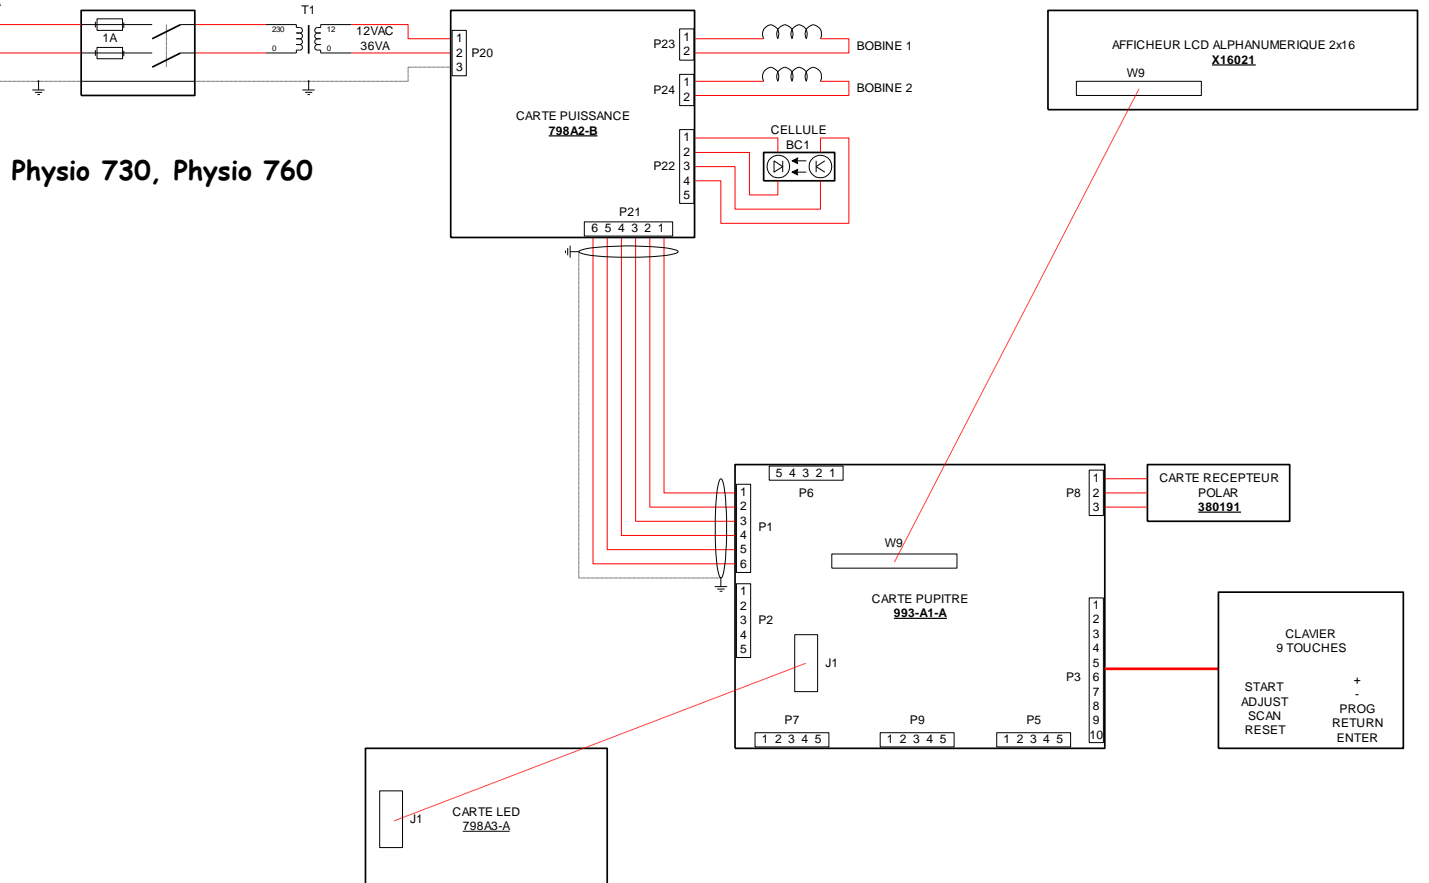 T1
1A
230
0
12
0
12VAC
36VA
1
2
3
P20
CARTE PUISSANCE
798A2-B
P23
1
2
BOBINE 1
P24
1
2
BOBINE 2
P22
1
2
3
4
5
CELLULE
BC1
P21
6 5 4 3 2 1
AFFICHEUR LCD ALPHANUMERIQUE 2x16
X16021
W9
Physio 730, Physio 760
5 4 3 2 1
P6
1
2
3
4
5
6
P1
P8
1
2
3
CARTE RECEPTEUR
POLAR
380191
W9
CARTE PUPITRE
993-A1-A
1
2
3
4
5
P2
J1
P3
1
2
3
4
5
6
7
8
9
10
CLAVIER
9 TOUCHES
START
ADJUST
SCAN
RESET
+
-
PROG
RETURN
ENTER
P7
1 2 3 4 5
P9
1 2 3 4 5
P5
1 2 3 4 5
J1
CARTE LED
798A3-A